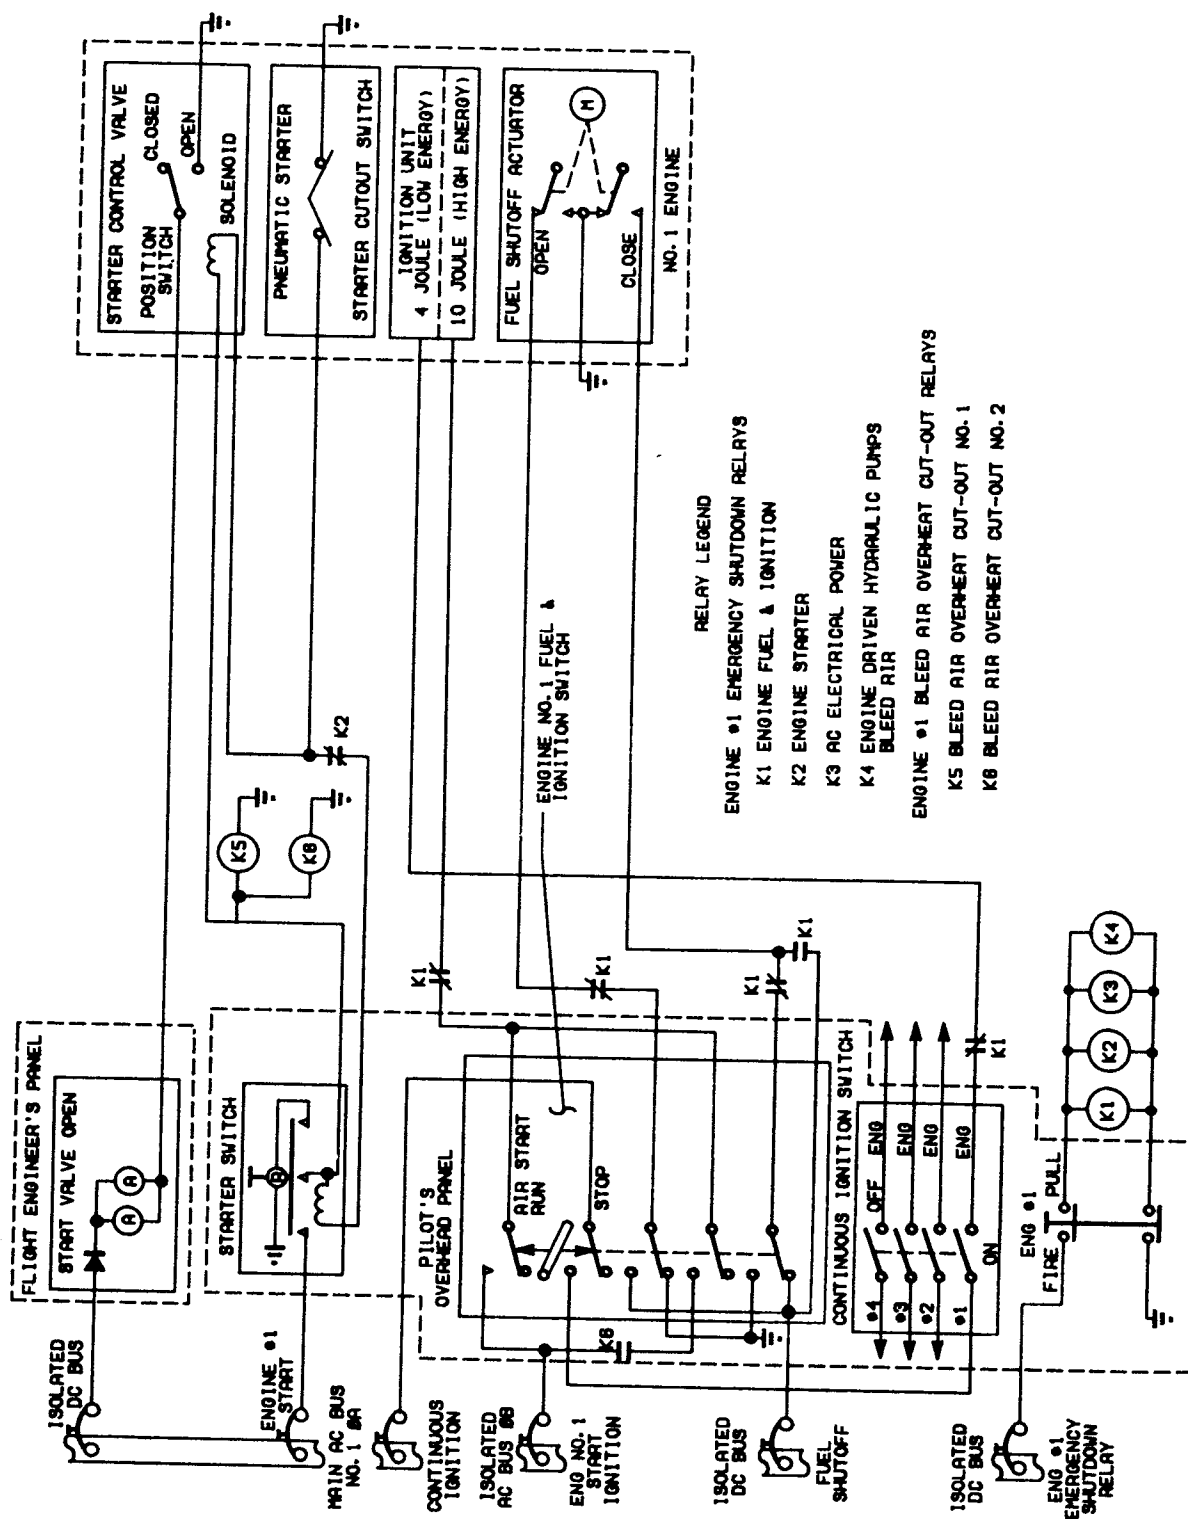 FLIGHT ENGINEER'S PANEL
START VALVE OPEN
A
A
ISOLATED
DC BUS
ENGINE #1
START
STARTER SWITCH
MAIN AC BUS
NO. 1 ØA
CONTINUOUS
IGNITION
ISOLATED
AC BUS ØB
ENG NO. 1
START
IGNITION
ISOLATED
DC BUS
FUEL
SHUTOFF
ISOLATED
DC BUS
ENG #1
EMERGENCY
SHUTDOWN
RELAY
PILOT'S
OVERHEAD PANEL
AIR START
RUN
STOP
CONTINUOUS IGNITION SWITCH
OFF
ENG
ENG
ENG
ENG
#4
#3
#2
#1
ON
ENG #1
FIRE PULL
K1
K2
K3
K4
K5
K6
K6
K2
K1
K1
K1
K1
K1
ENGINE NO. 1 FUEL &
IGNITION SWITCH
STARTER CONTROL VALVE
POSITION
SWITCH
CLOSED
OPEN
SOLENOID
PNEUMATIC STARTER
STARTER CUTOUT SWITCH
IGNITION UNIT
4 JOULE (LOW ENERGY)
10 JOULE (HIGH ENERGY)
FUEL SHUTOFF ACTUATOR
OPEN
M
CLOSE
NO. 1 ENGINE
RELAY LEGEND
ENGINE #1 EMERGENCY SHUTDOWN RELAYS
K1 ENGINE FUEL & IGNITION
K2 ENGINE STARTER
K3 AC ELECTRICAL POWER
K4 ENGINE DRIVEN HYDRAULIC PUMPS
BLEED AIR
ENGINE #1 BLEED AIR OVERHEAT CUT-OUT RELAYS
K5 BLEED AIR OVERHEAT CUT-OUT NO. 1
K6 BLEED AIR OVERHEAT CUT-OUT NO. 2